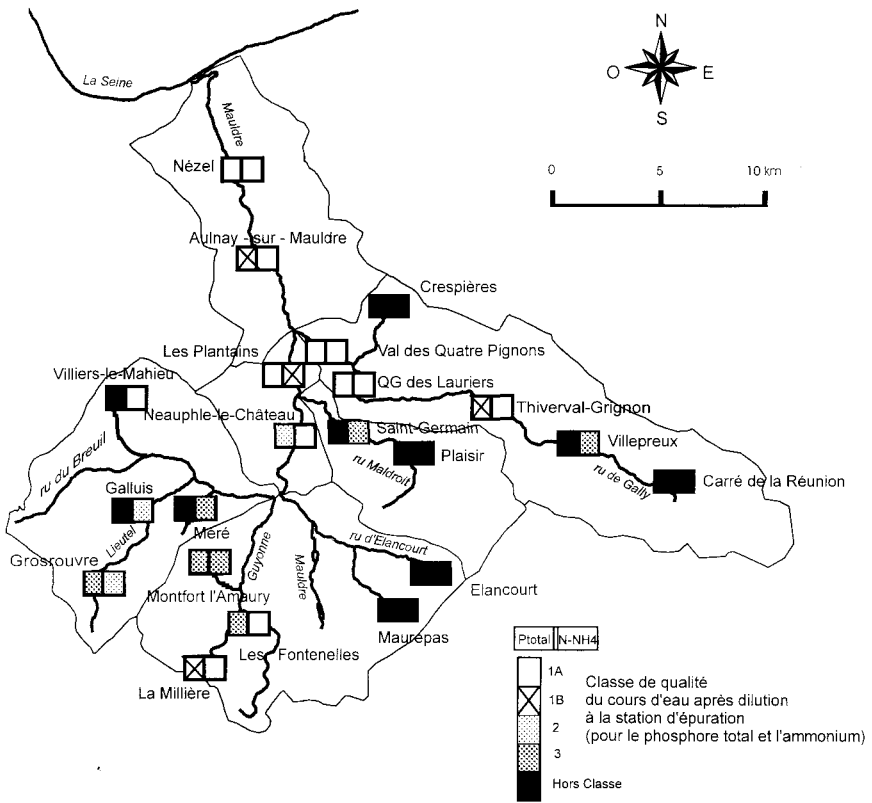 N
O E
S
La Seine
0 5 10 km
Mauldre
Nézel
Aulnay - sur - Mauldre
Crespières
Les Plantains
Val des Quatre Pignons
Villiers-le-Mahieu
QG des Lauriers
Neauphle-le-Château
Thiverval-Grignon
Saint-Germain
Villepreux
ru du Breuil
ru Maldroit
Plaisir
Galluis
ru de Gally
Carré de la Réunion
Méré
Lieutel
Guyonne
Mauldre
ru d'Elancourt
Grosrouvre
Montfort l'Amaury
Elancourt
Maurepas
Les Fontenelles
La Millière
Ptotal N-NH4
1A
1B
2
3
Hors Classe
Classe de qualité
du cours d'eau après dilution
à la station d'épuration
(pour le phosphore total et l'ammonium)